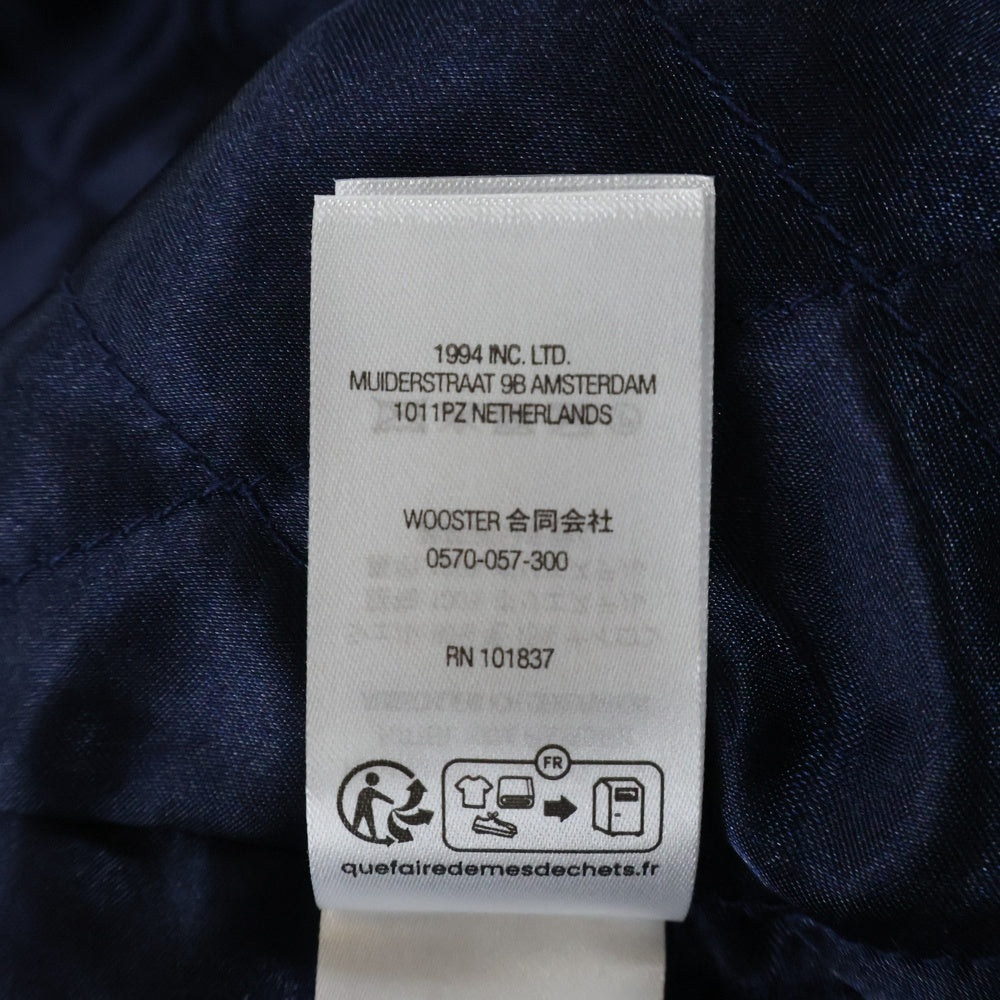 1994 INC. LTD.
MUIDERSTRAAT 9B AMSTERDAM
1011PZ NETHERLANDS
WOOSTER 合同会社
0570-057-300
RN 101837
FR
quefairedemesdechets.fr